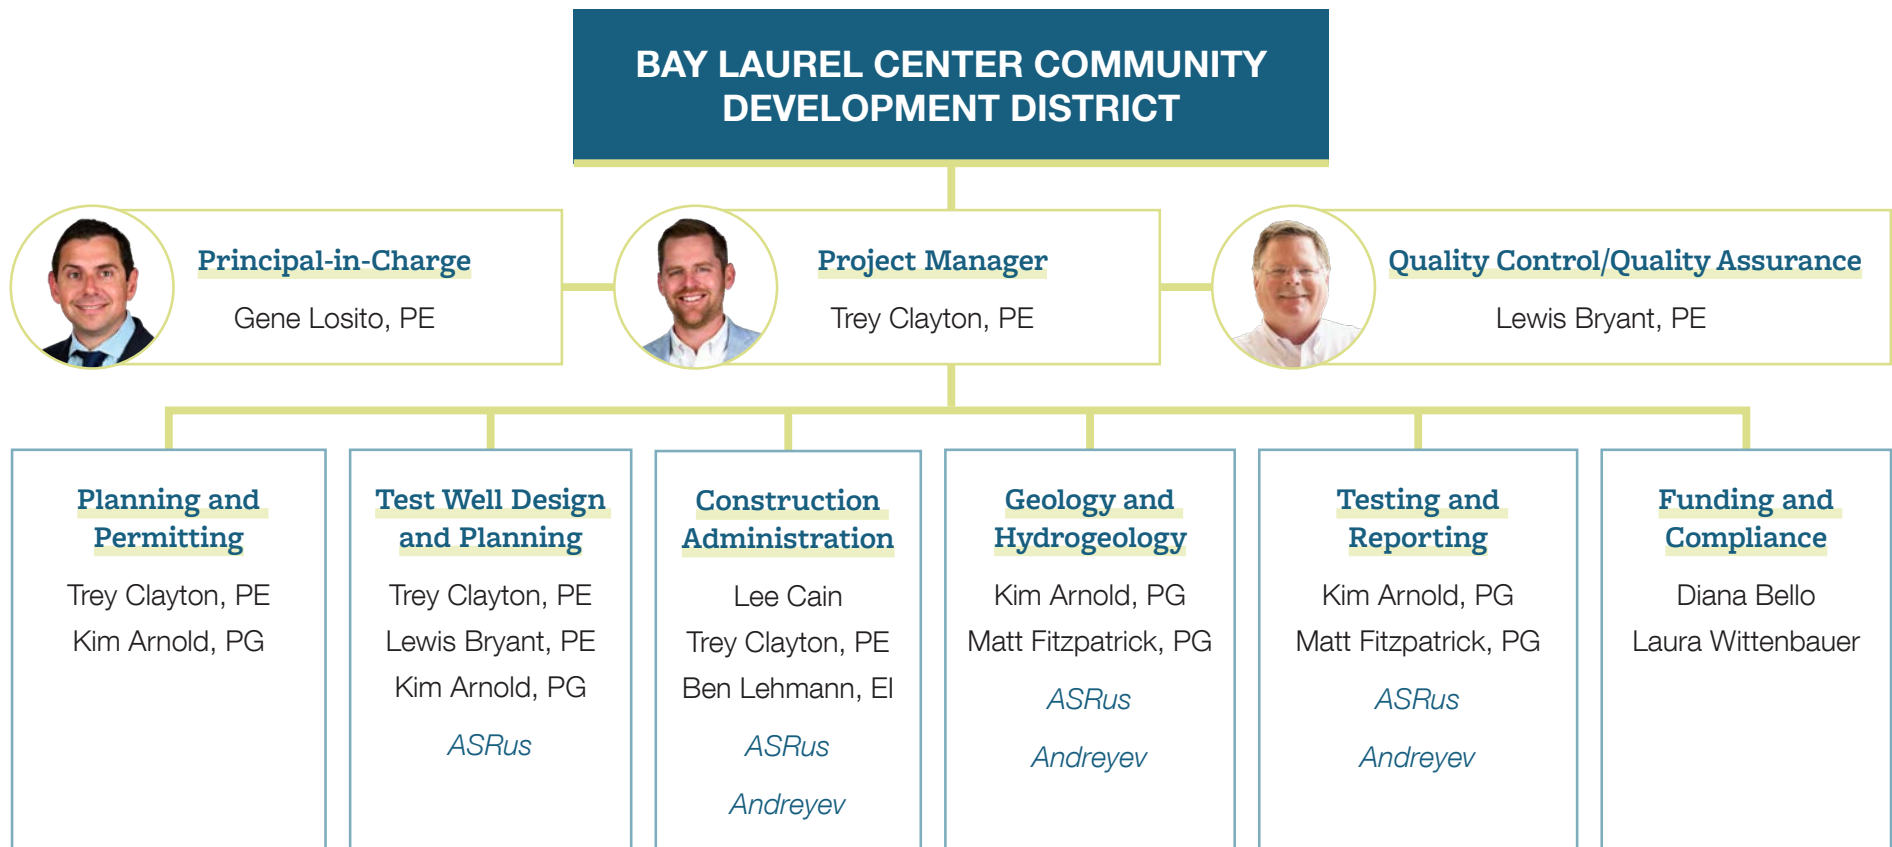 BAY LAUREL CENTER COMMUNITY
DEVELOPMENT DISTRICT
Principal-in-Charge
Gene Losito, PE
Project Manager
Trey Clayton, PE
Quality Control/Quality Assurance
Lewis Bryant, PE
Planning and
Permitting
Trey Clayton, PE
Kim Arnold, PG
Test Well Design
and Planning
Trey Clayton, PE
Lewis Bryant, PE
Kim Arnold, PG
ASRus
Construction
Administration
Lee Cain
Trey Clayton, PE
Ben Lehmann, EI
ASRus
Andreyev
Geology and
Hydrogeology
Kim Arnold, PG
Matt Fitzpatrick, PG
ASRus
Andreyev
Testing and
Reporting
Kim Arnold, PG
Matt Fitzpatrick, PG
ASRus
Andreyev
Funding and
Compliance
Diana Bello
Laura Wittenbauer